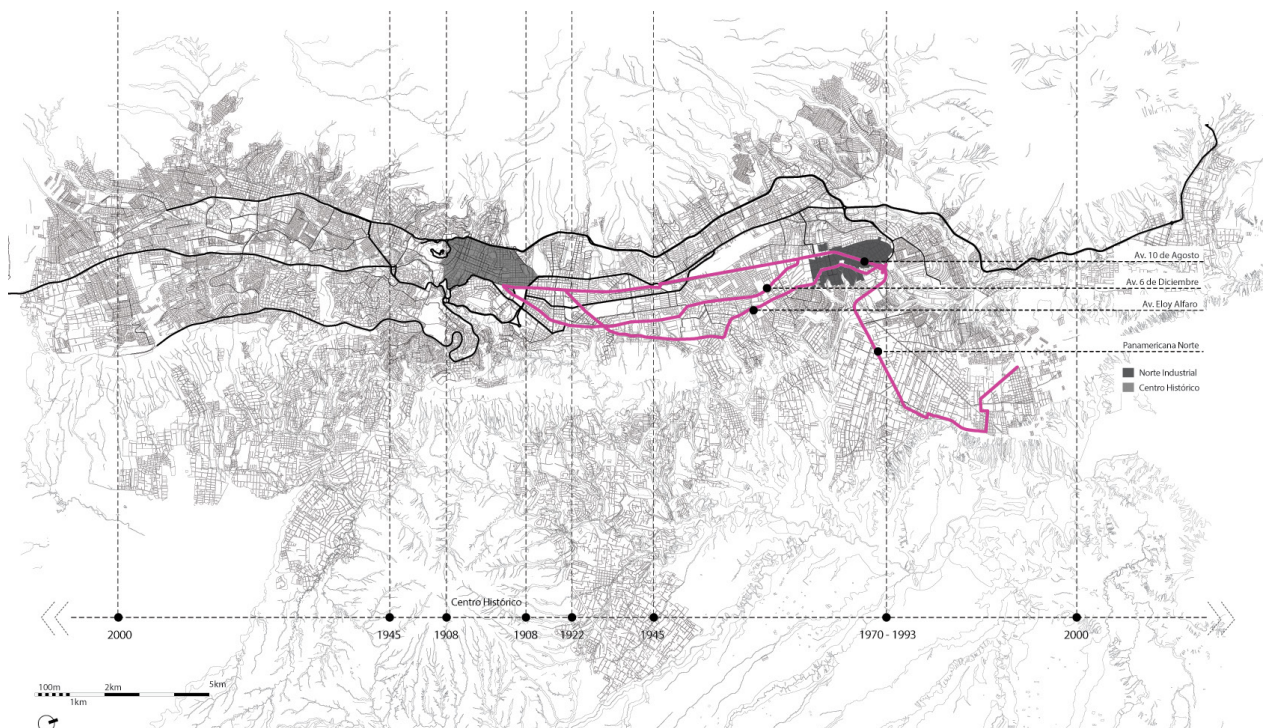 Av. 10 de Agosto
Av. 6 de Diciembre
Av. Eloy Alfaro
Panamericana Norte
Norte Industrial
Centro Histórico
Centro Histórico
2000
1945
1908
1908
1922
1945
1970 - 1993
2000
100m
2km
5km
1km